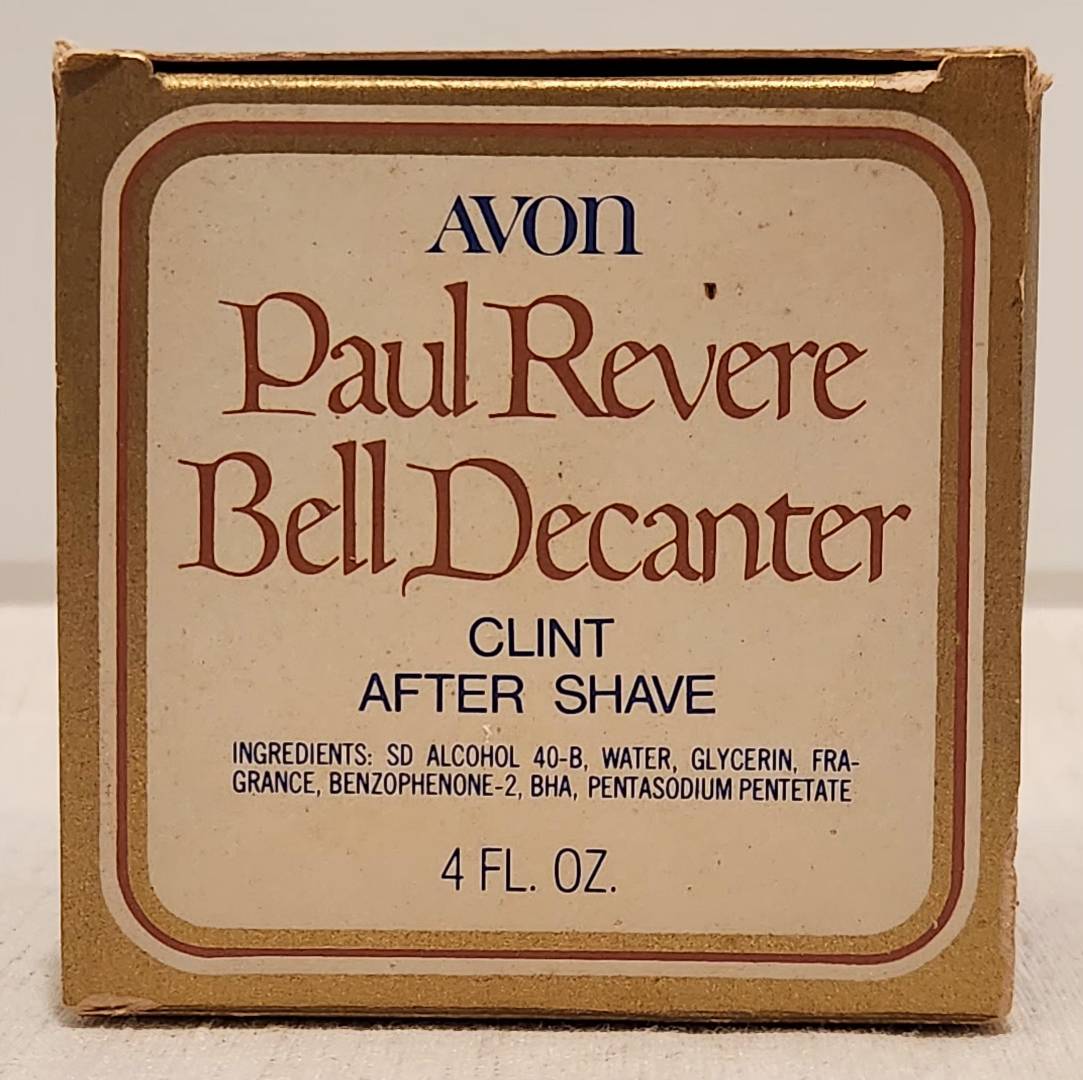 AVON
Paul Revere
Bell Decanter
CLINT
AFTER SHAVE
INGREDIENTS: SD ALCOHOL 40-B, WATER, GLYCERIN, FRA-
GRANCE, BENZOPHENONE-2, BHA, PENTASODIUM PENTETATE
4 FL. OZ.